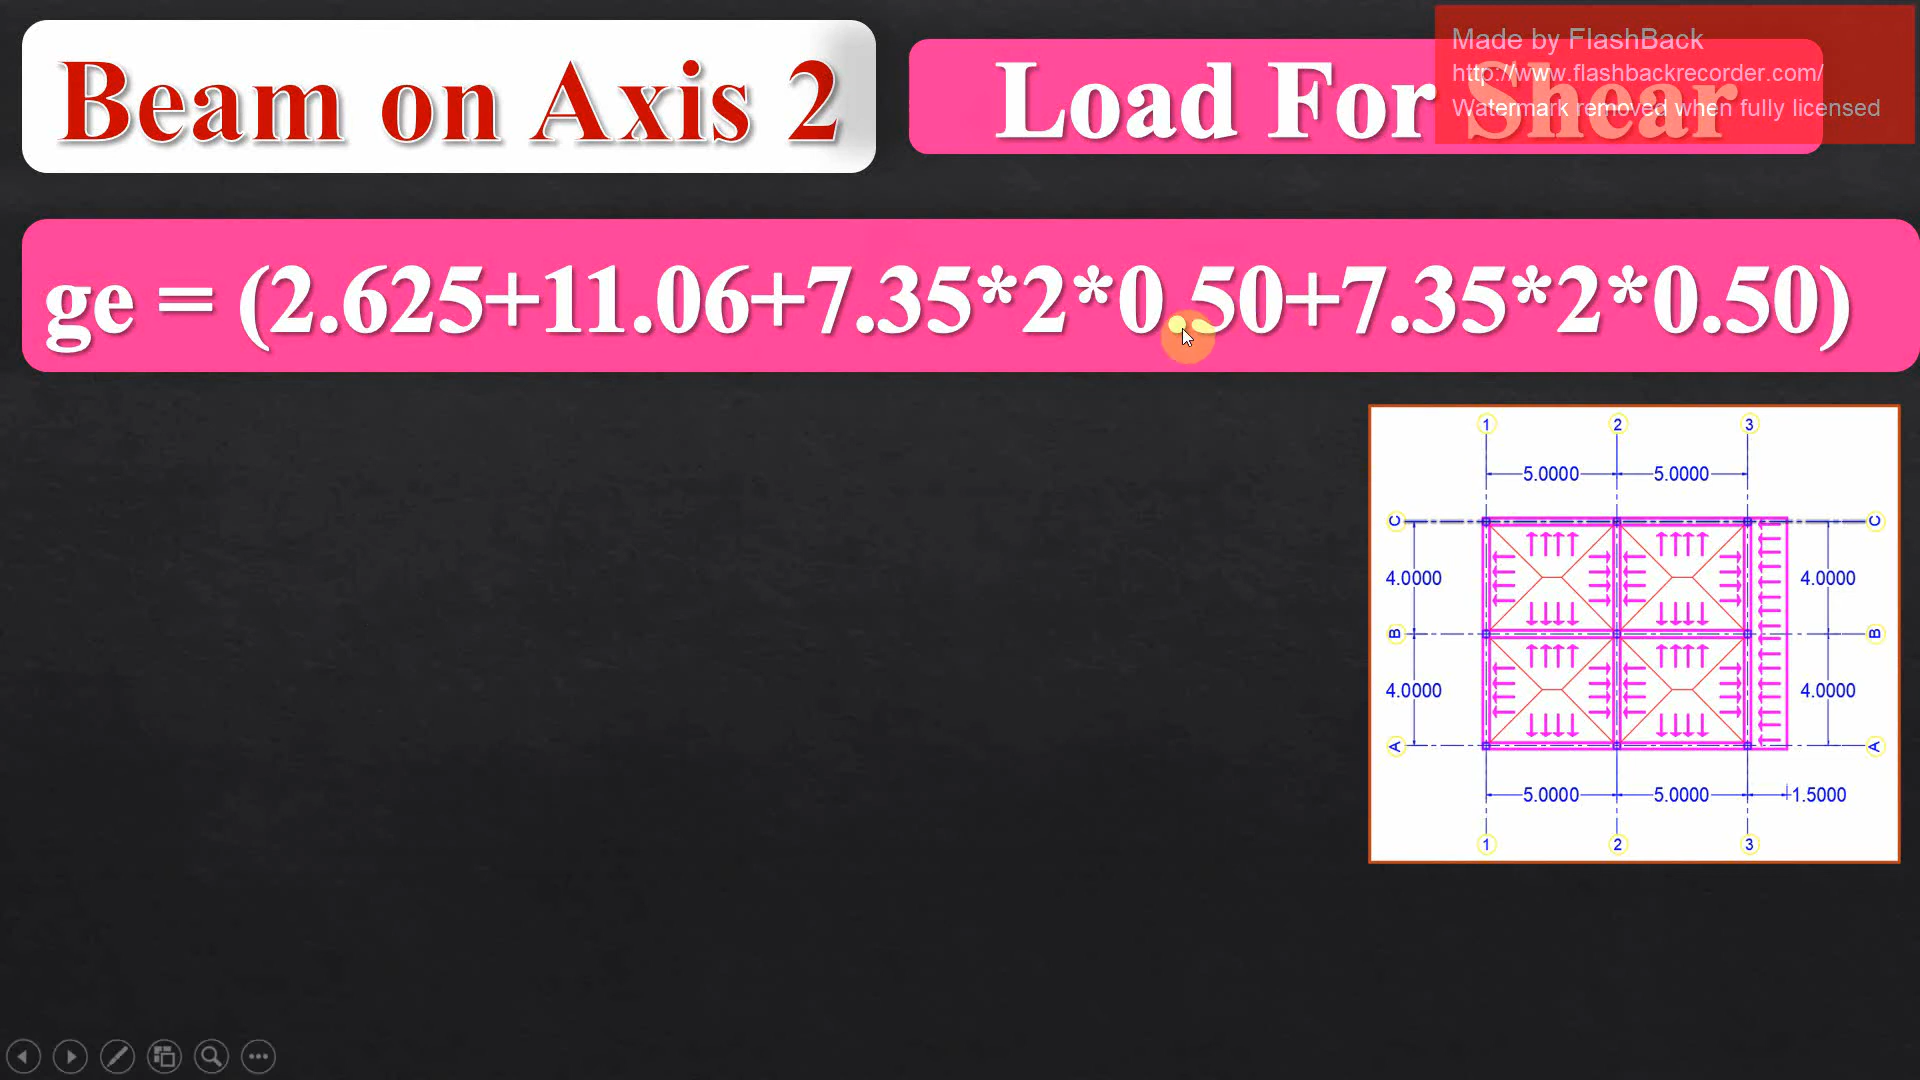 Beam on Axis 2
Load For Shear
Made by FlashBack
http://www.flashbackrecorder.com/
Watermark removed when fully licensed
ge = (2.625+11.06+7.35*2*0.50+7.35*2*0.50)
1 2 3
5.0000 5.0000
C C
4.0000 4.0000
B B
4.0000 4.0000
A A
5.0000 5.0000 1.5000
1 2 3